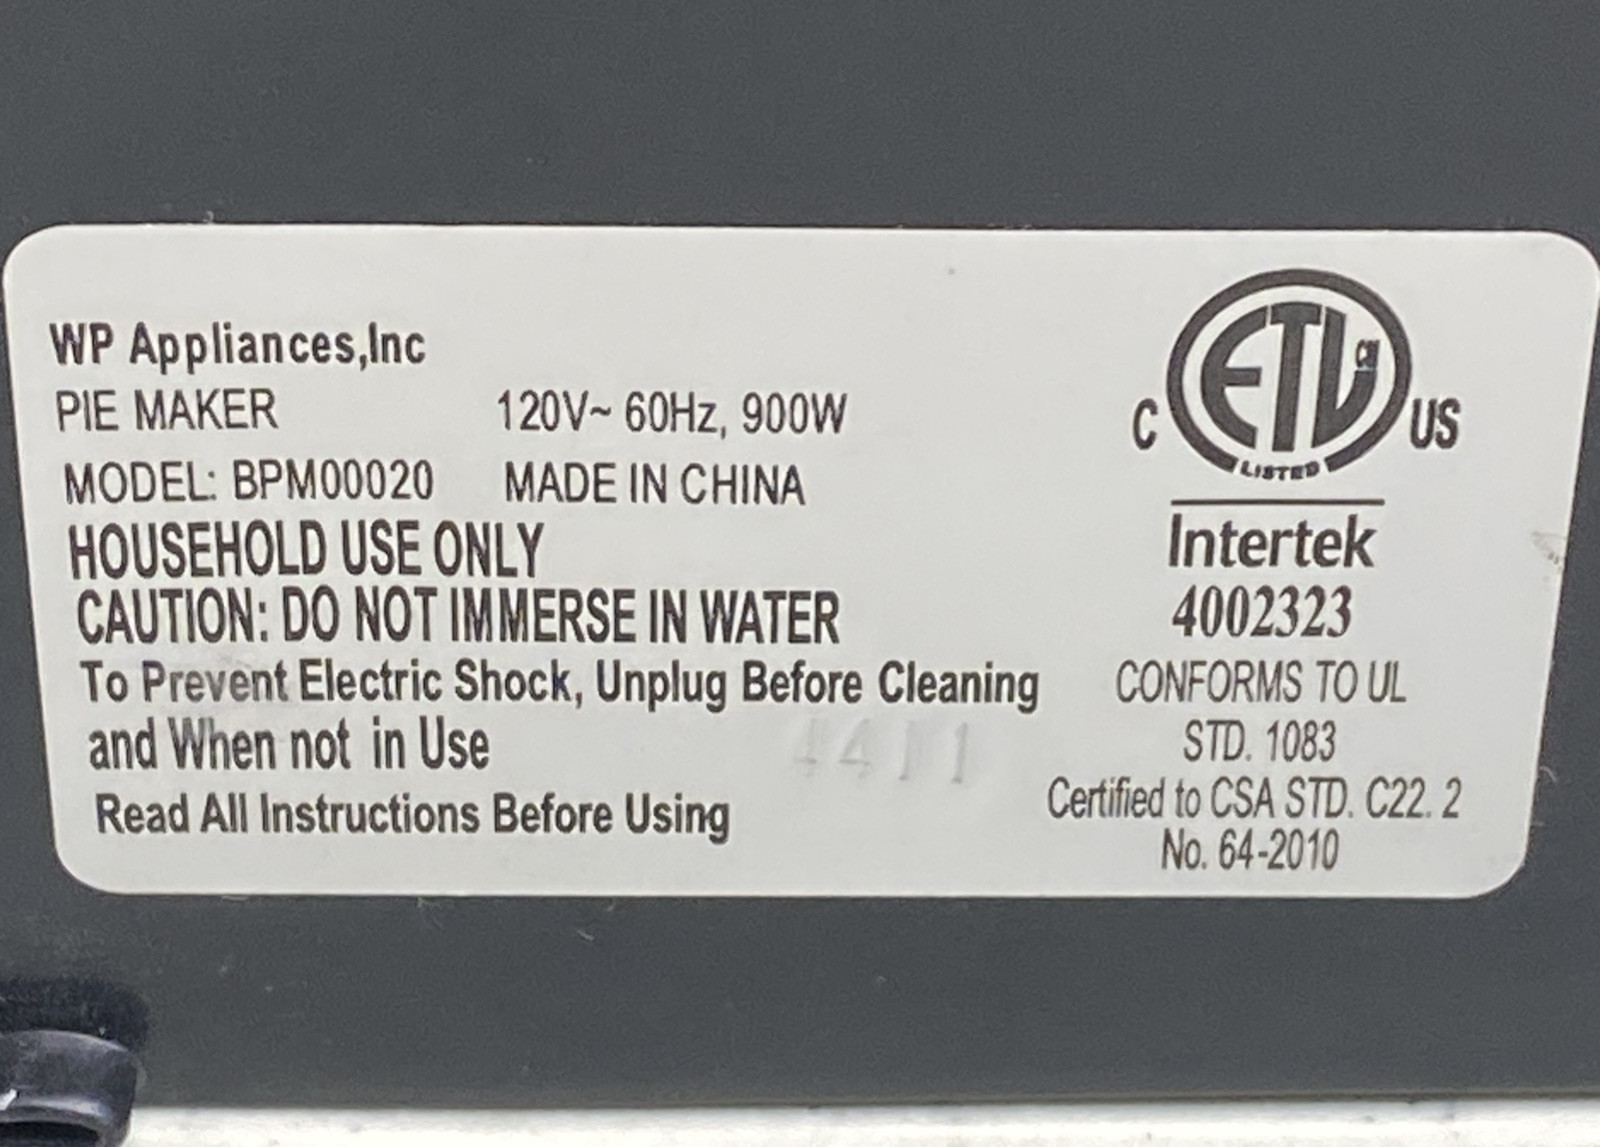 WP Appliances,Inc
PIE MAKER 120V~ 60Hz, 900W
MODEL: BPM00020 MADE IN CHINA
HOUSEHOLD USE ONLY
CAUTION: DO NOT IMMERSE IN WATER
To Prevent Electric Shock, Unplug Before Cleaning
and When not in Use
4411
Read All Instructions Before Using
C ETL CM US
LISTED
Intertek
4002323
CONFORMS TO UL
STD. 1083
Certified to CSA STD. C22. 2
No. 64-2010